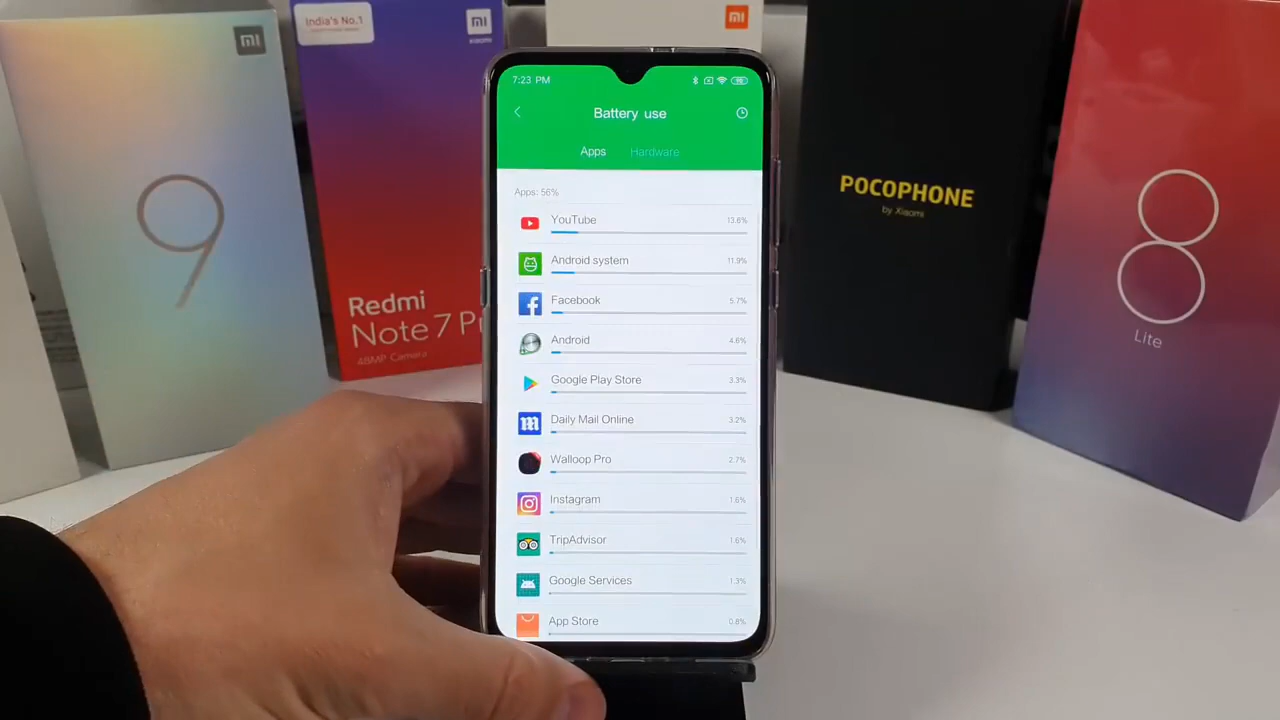 mi
9
India's No.1
mi
xiaomi
Redmi
Note 7 P
48MP Camera
mi
POCOPHONE
by Xiaomi
8
Lite
7:23 PM
Battery use
Apps
Hardware
Apps: 56%
YouTube 13.6%
Android system 11.9%
Facebook 5.7%
Android 4.6%
Google Play Store 3.3%
Daily Mail Online 3.2%
Walloop Pro 2.7%
Instagram 1.6%
TripAdvisor 1.6%
Google Services 1.3%
App Store 0.8%